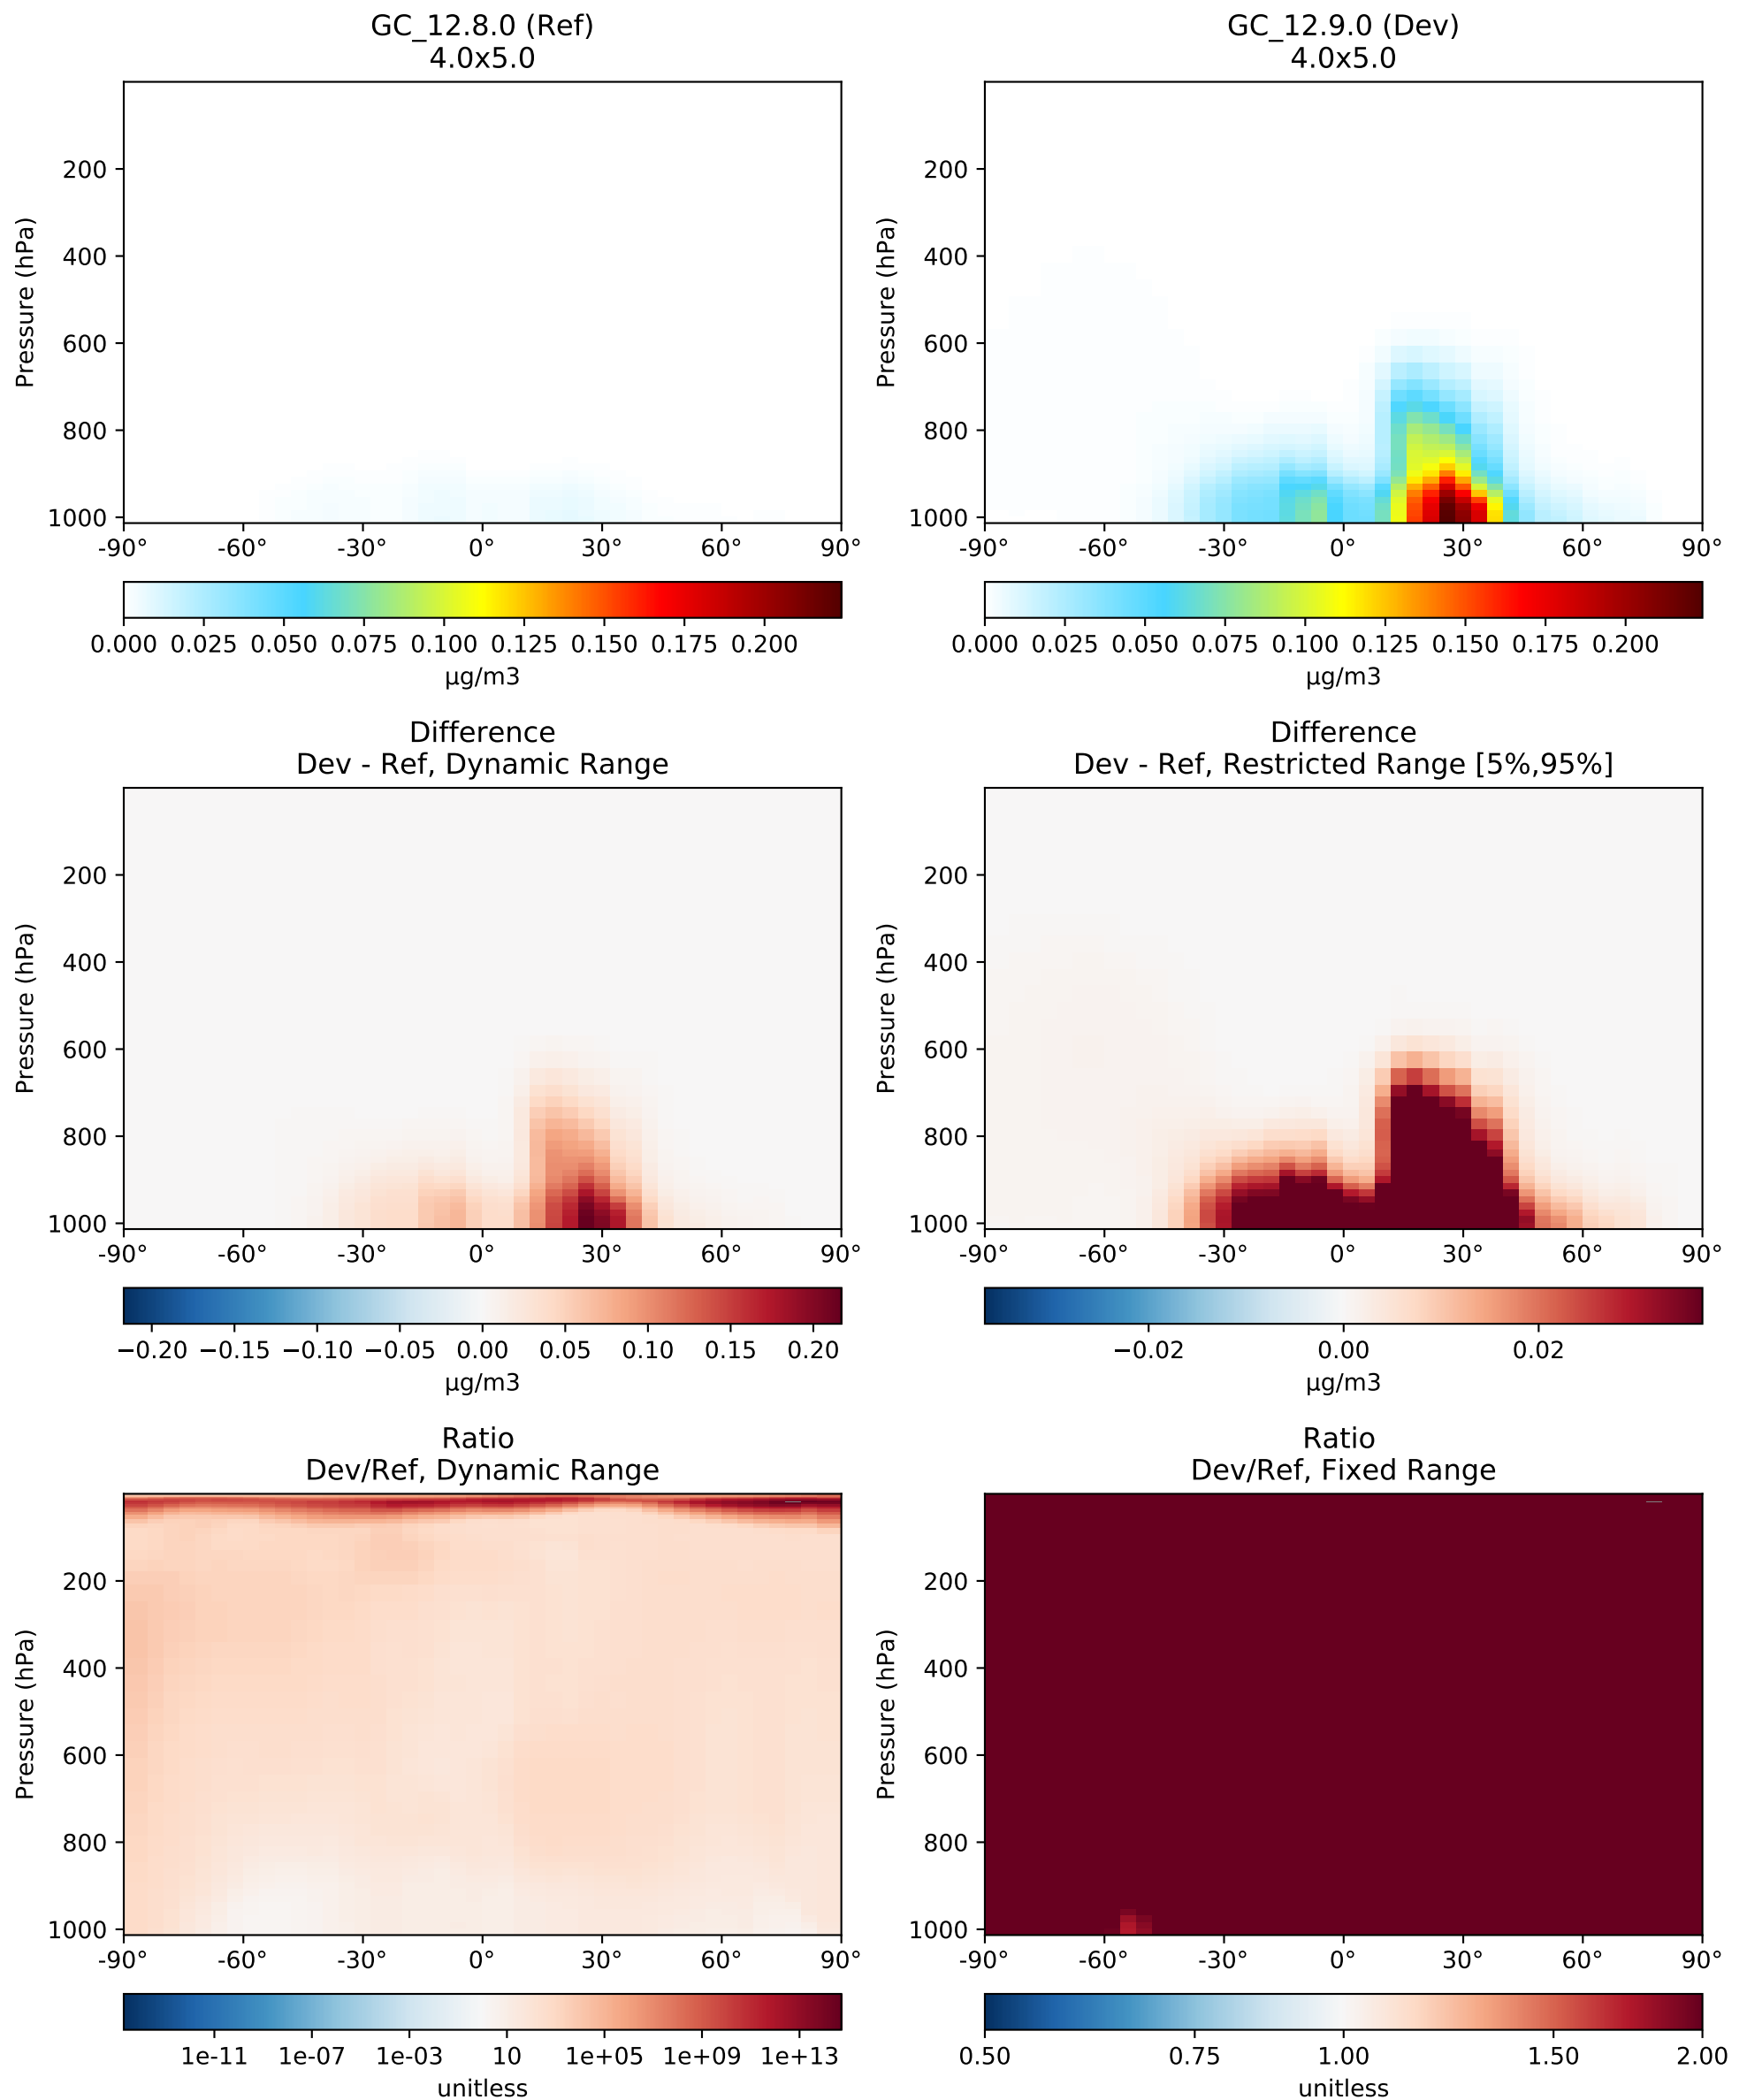 GC_12.8.0 (Ref)
4.0x5.0
GC_12.9.0 (Dev)
4.0x5.0
Pressure (hPa)
200
400
600
800
1000
-90° -60° -30° 0° 30° 60° 90°
0.000 0.025 0.050 0.075 0.100 0.125 0.150 0.175 0.200
µg/m3
Pressure (hPa)
200
400
600
800
1000
-90° -60° -30° 0° 30° 60° 90°
0.000 0.025 0.050 0.075 0.100 0.125 0.150 0.175 0.200
µg/m3
Difference
Dev - Ref, Dynamic Range
Pressure (hPa)
200
400
600
800
1000
-90° -60° -30° 0° 30° 60° 90°
−0.20 −0.15 −0.10 −0.05 0.00 0.05 0.10 0.15 0.20
µg/m3
Difference
Dev - Ref, Restricted Range [5%,95%]
Pressure (hPa)
200
400
600
800
1000
-90° -60° -30° 0° 30° 60° 90°
−0.02 0.00 0.02
µg/m3
Ratio
Dev/Ref, Dynamic Range
Pressure (hPa)
200
400
600
800
1000
-90° -60° -30° 0° 30° 60° 90°
1e-11 1e-07 1e-03 10 1e+05 1e+09 1e+13
unitless
Ratio
Dev/Ref, Fixed Range
Pressure (hPa)
200
400
600
800
1000
-90° -60° -30° 0° 30° 60° 90°
0.50 0.75 1.00 1.50 2.00
unitless